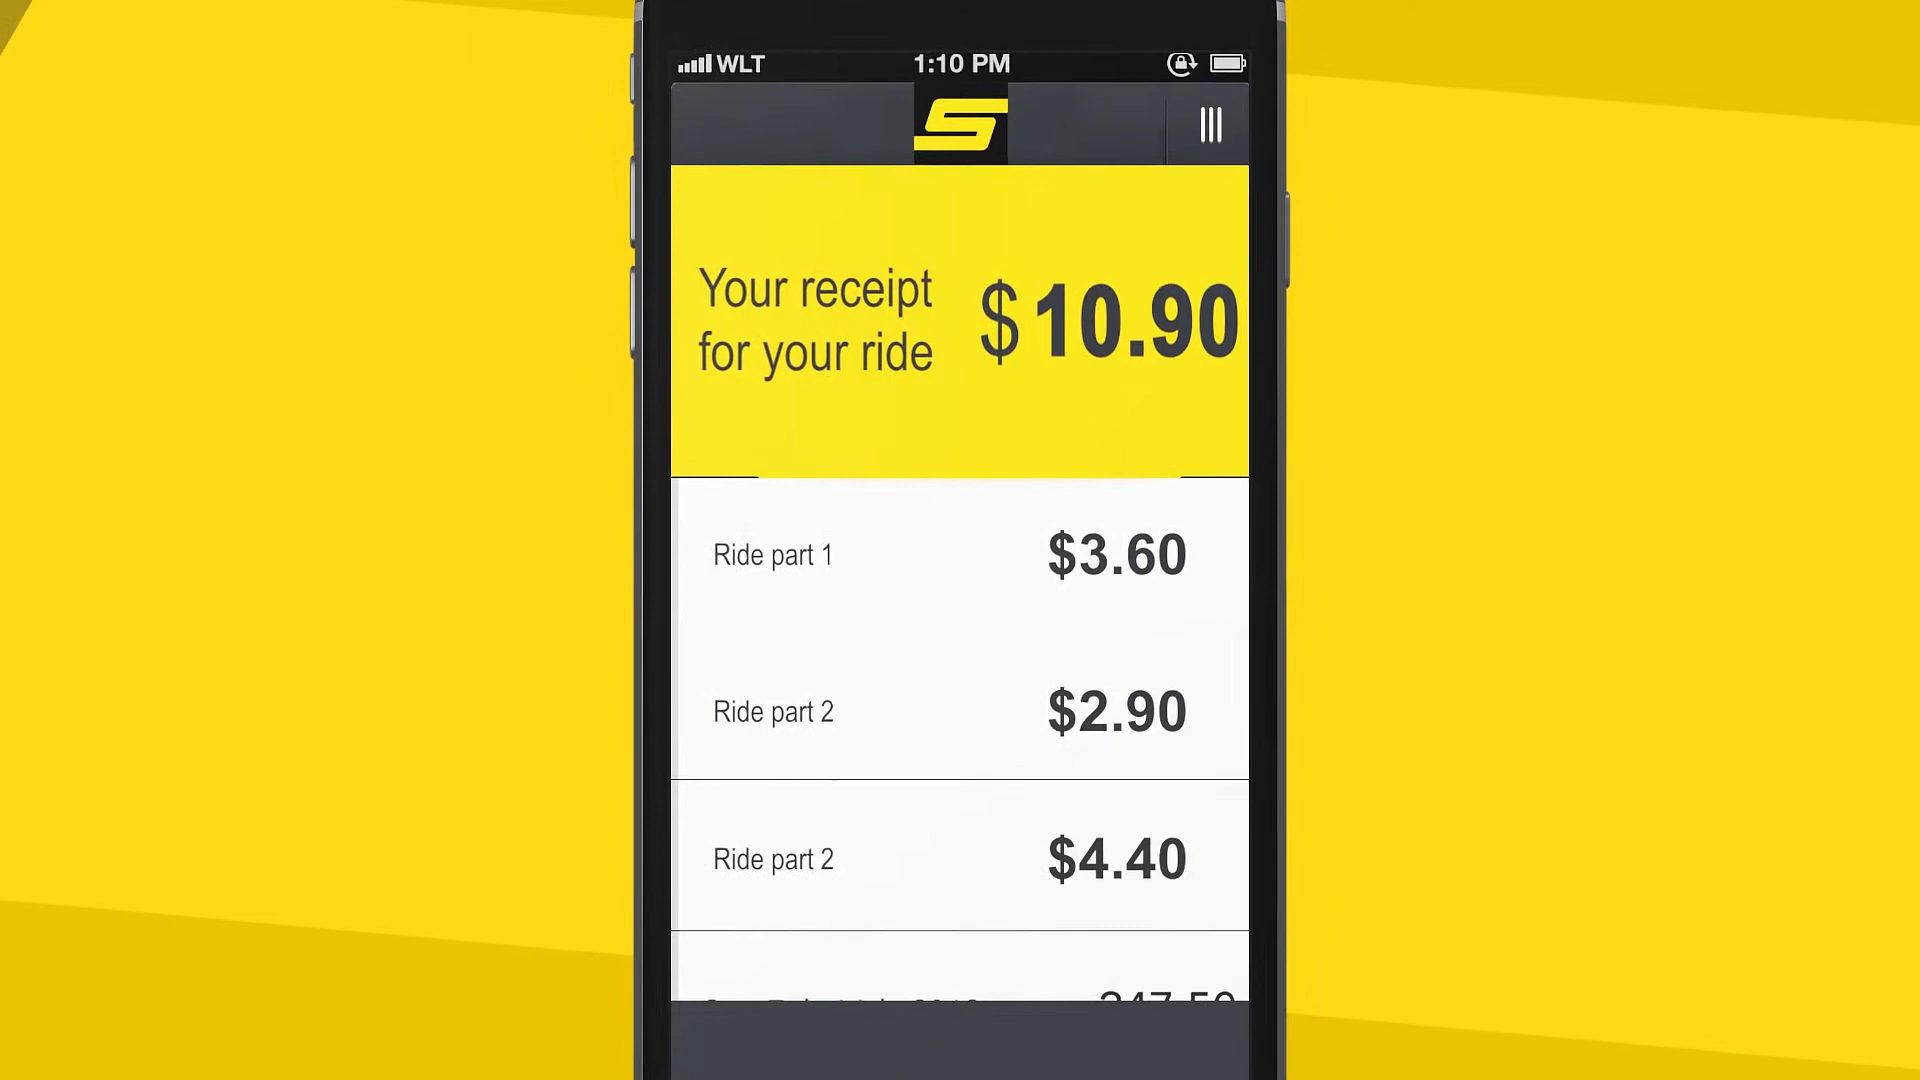 WLT
1:10 PM
S
Your receipt
for your ride
$10.90
Ride part 1
$3.60
Ride part 2
$2.90
Ride part 2
$4.40